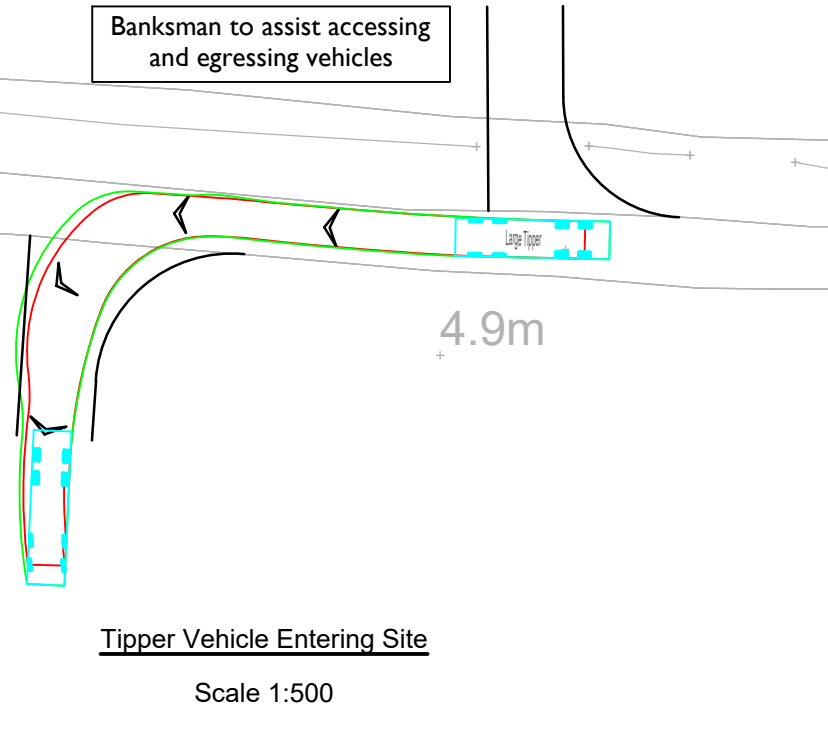 Banksman to assist accessing
and egressing vehicles
Large Tipper
4.9m
Tipper Vehicle Entering Site
Scale 1:500